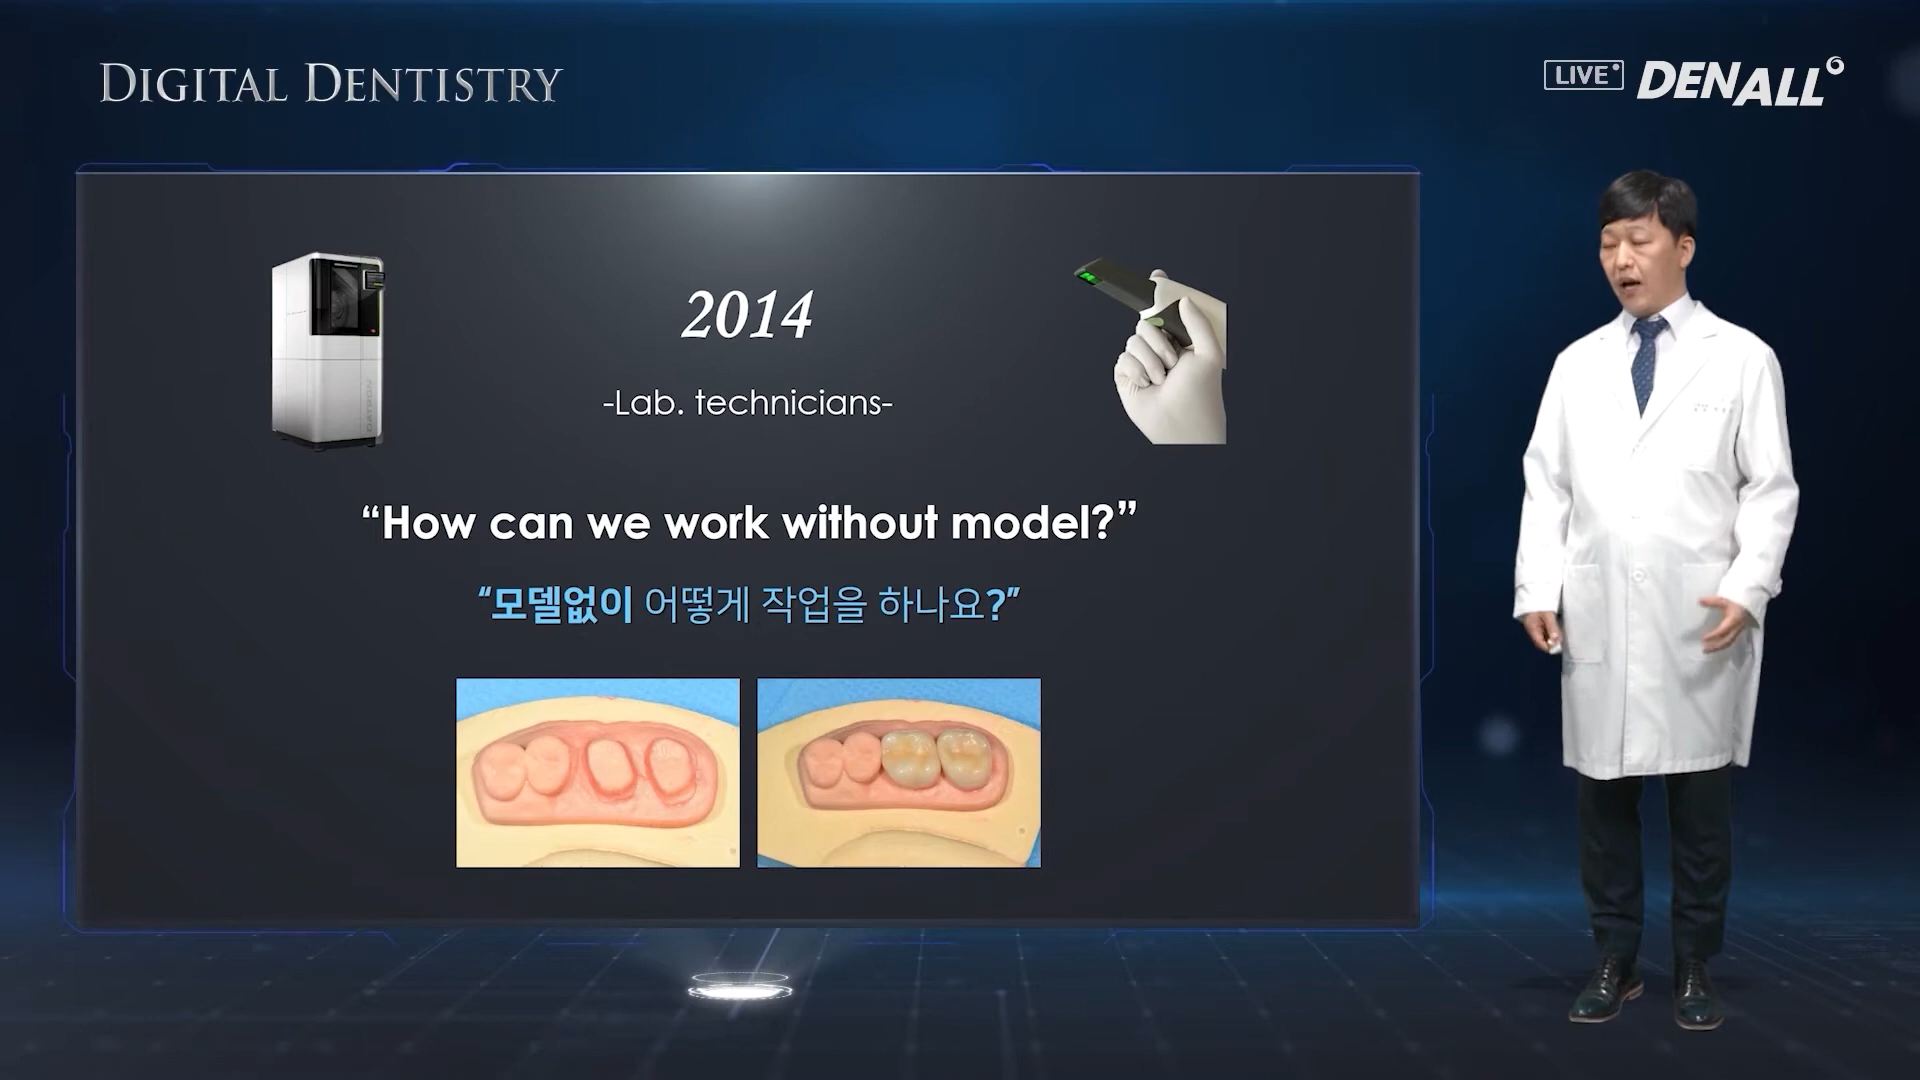 DIGITAL DENTISTRY
LIVE DENALL
2014
-Lab. technicians-
“How can we work without model?”
“모델없이 어떻게 작업을 하나요?”
DATRON